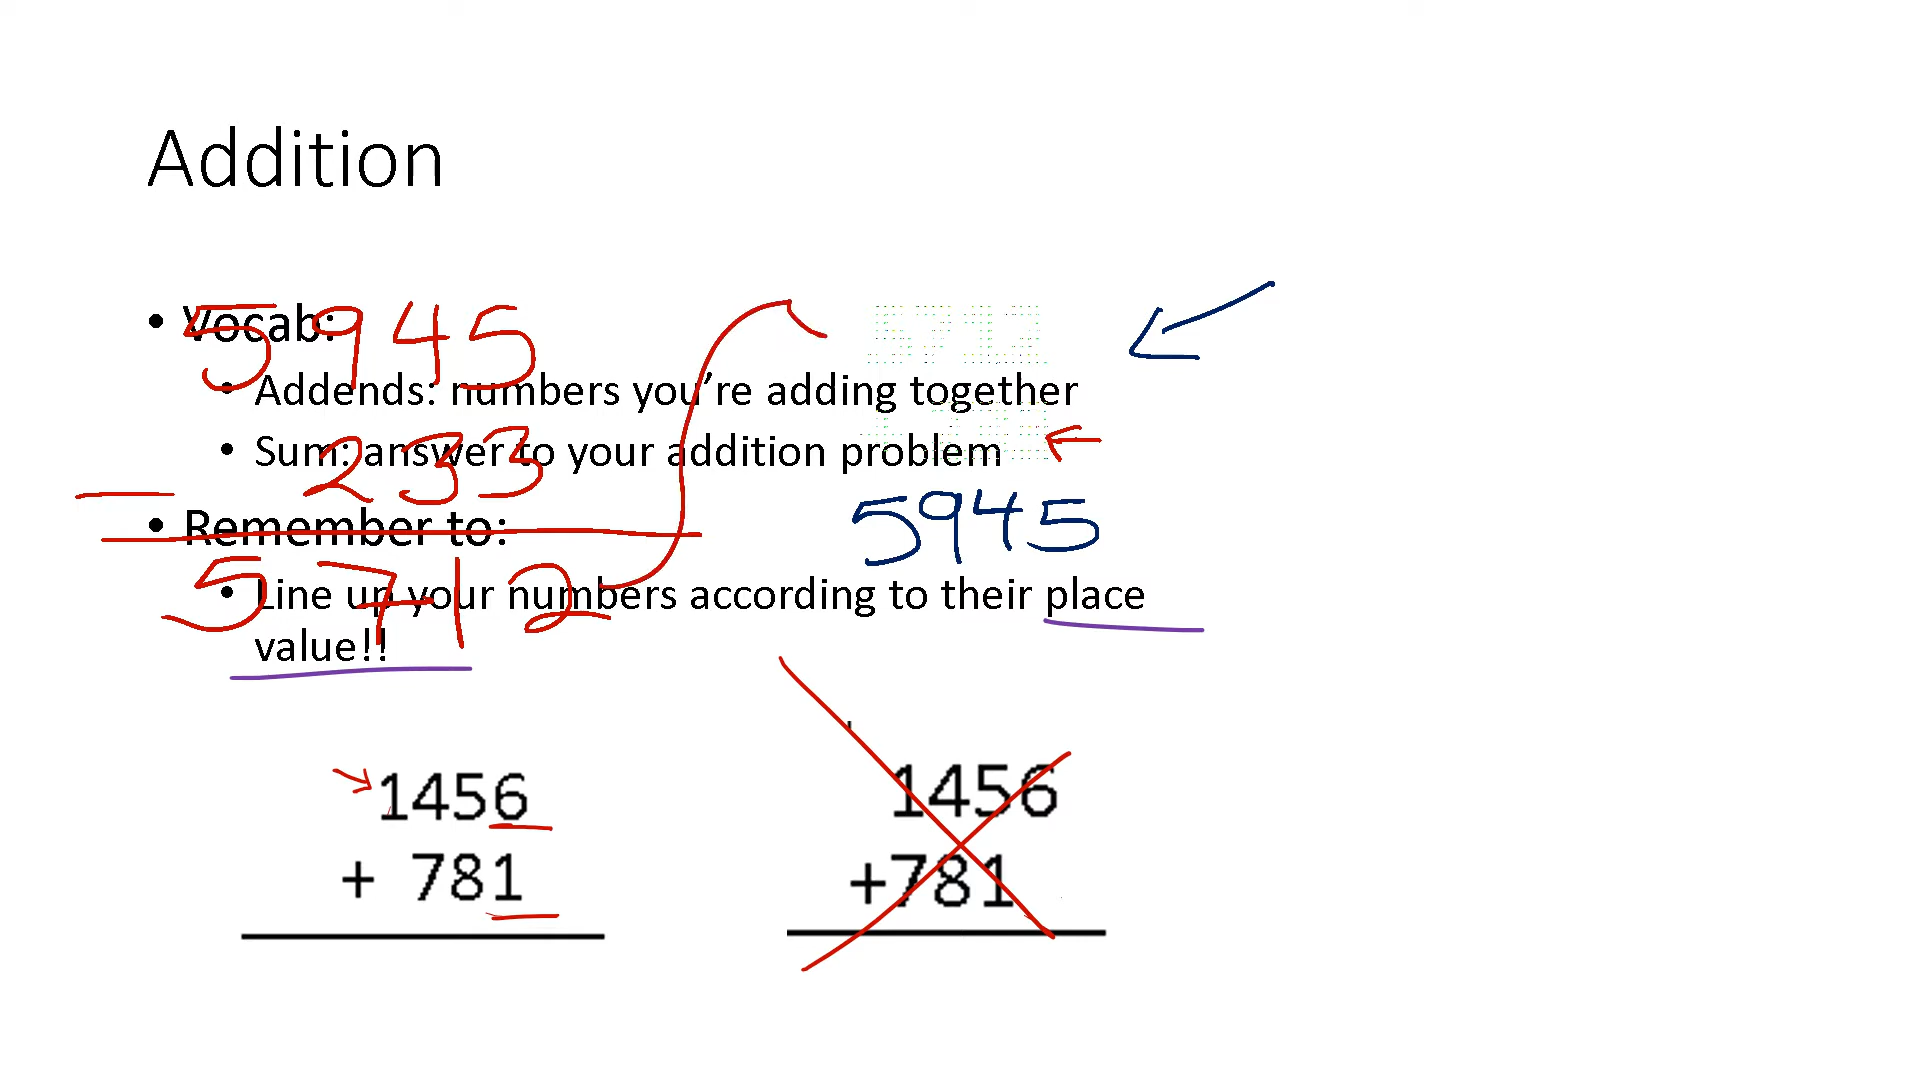 Addition
• Vocab:
5945
5712
• Addends: numbers you’re adding together
• Sum: answer to your addition problem
- 233
5945
• Remember to:
• Line up your numbers according to their place
value!!
5712
1456
+ 781
1456
+781